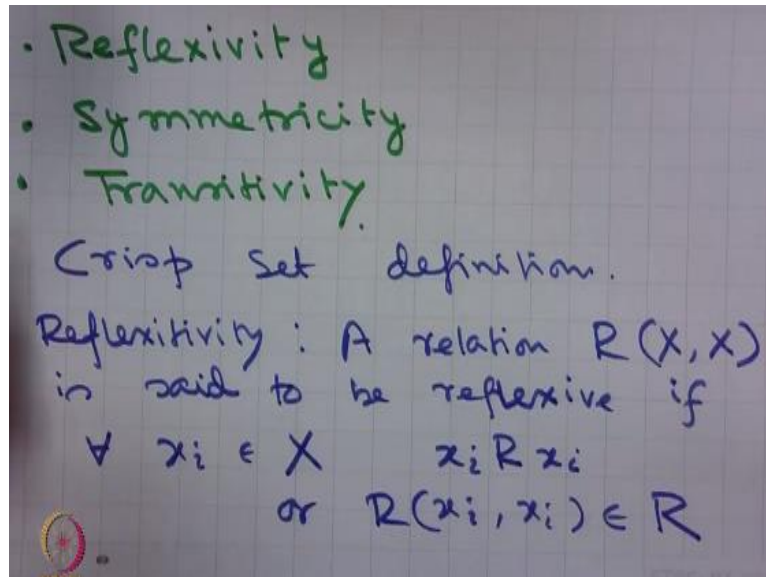 • Reflexivity
• Symmetricity
• Transitivity.
Crisp Set definition.
Reflexitivity : A relation R(X,X)
is said to be reflexive if
∀ xi ∈ X xi R xi
or R(xi, xi) ∈ R